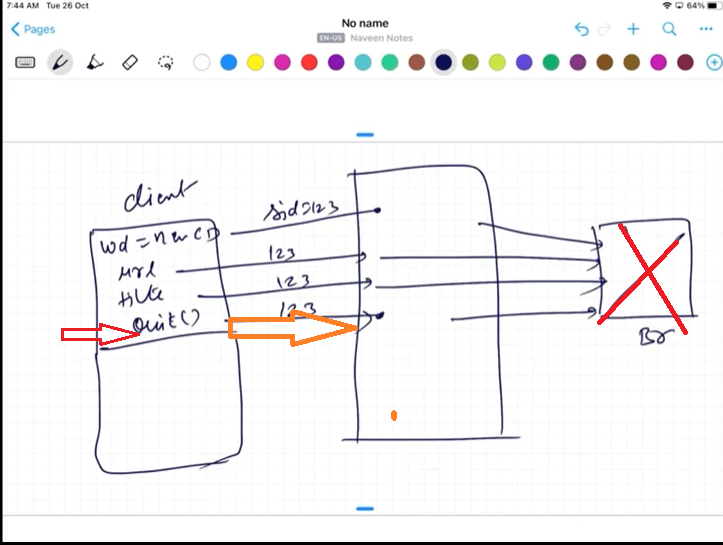 7:44 AM Tue 26 Oct
64%
Pages
No name
EN-US Naveen Notes
client
sid=123
wd = new CD
123
url
123
title
123
Quit()
Br